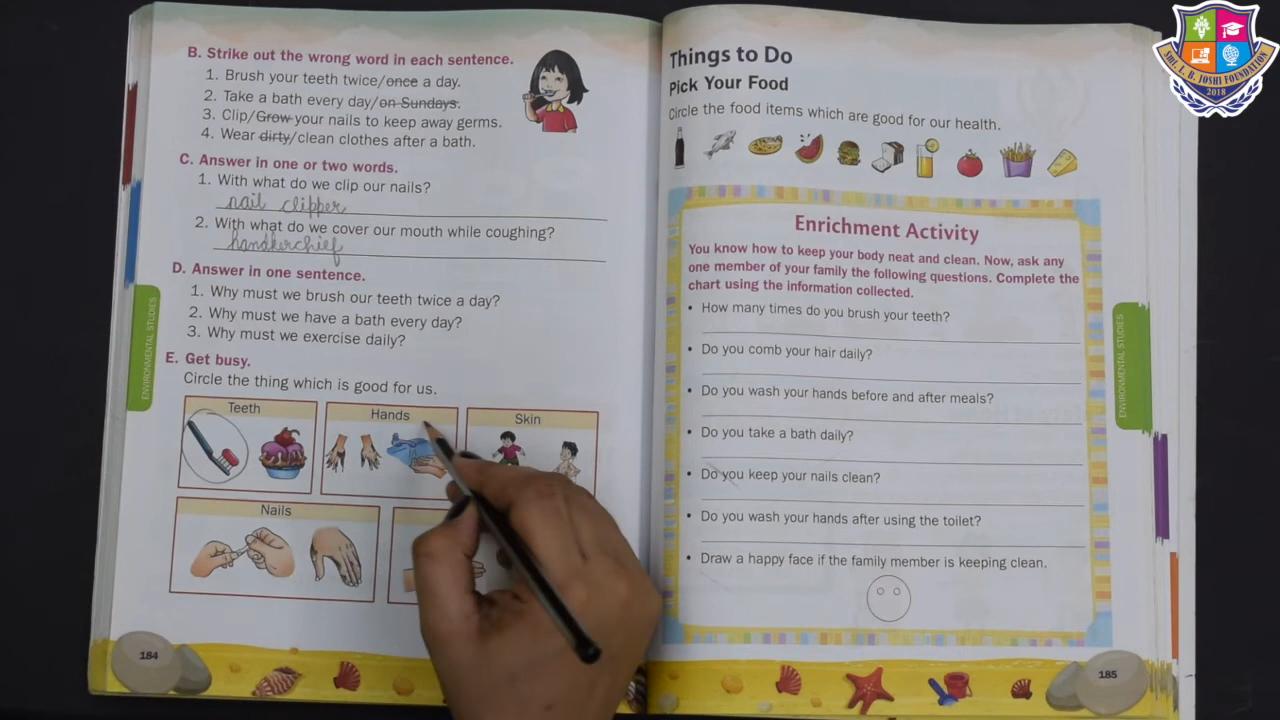 B. Strike out the wrong word in each sentence.
1. Brush your teeth twice/once a day.
2. Take a bath every day/on Sundays.
3. Clip/Grow your nails to keep away germs.
4. Wear dirty/clean clothes after a bath.
C. Answer in one or two words.
1. With what do we clip our nails?
nail clipper
2. With what do we cover our mouth while coughing?
handkerchief
D. Answer in one sentence.
1. Why must we brush our teeth twice a day?
2. Why must we have a bath every day?
3. Why must we exercise daily?
E. Get busy.
Circle the thing which is good for us.
Teeth
Hands
Skin
Nails
ENVIRONMENTAL STUDIES
184
Things to Do
Pick Your Food
Circle the food items which are good for our health.
Enrichment Activity
You know how to keep your body neat and clean. Now, ask any
one member of your family the following questions. Complete the
chart using the information collected.
• How many times do you brush your teeth?
• Do you comb your hair daily?
• Do you wash your hands before and after meals?
• Do you take a bath daily?
• Do you keep your nails clean?
• Do you wash your hands after using the toilet?
• Draw a happy face if the family member is keeping clean.
ENVIRONMENTAL STUDIES
185
SHJ. L. B. JOSHI FOUNDATION
2018